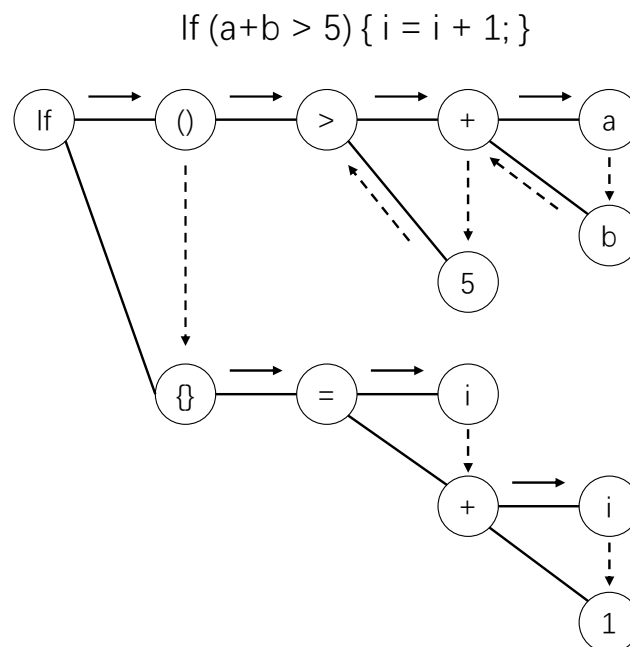 If (a+b > 5) { i = i + 1; }
If () > + a
b
5
{} = i
+ i
1